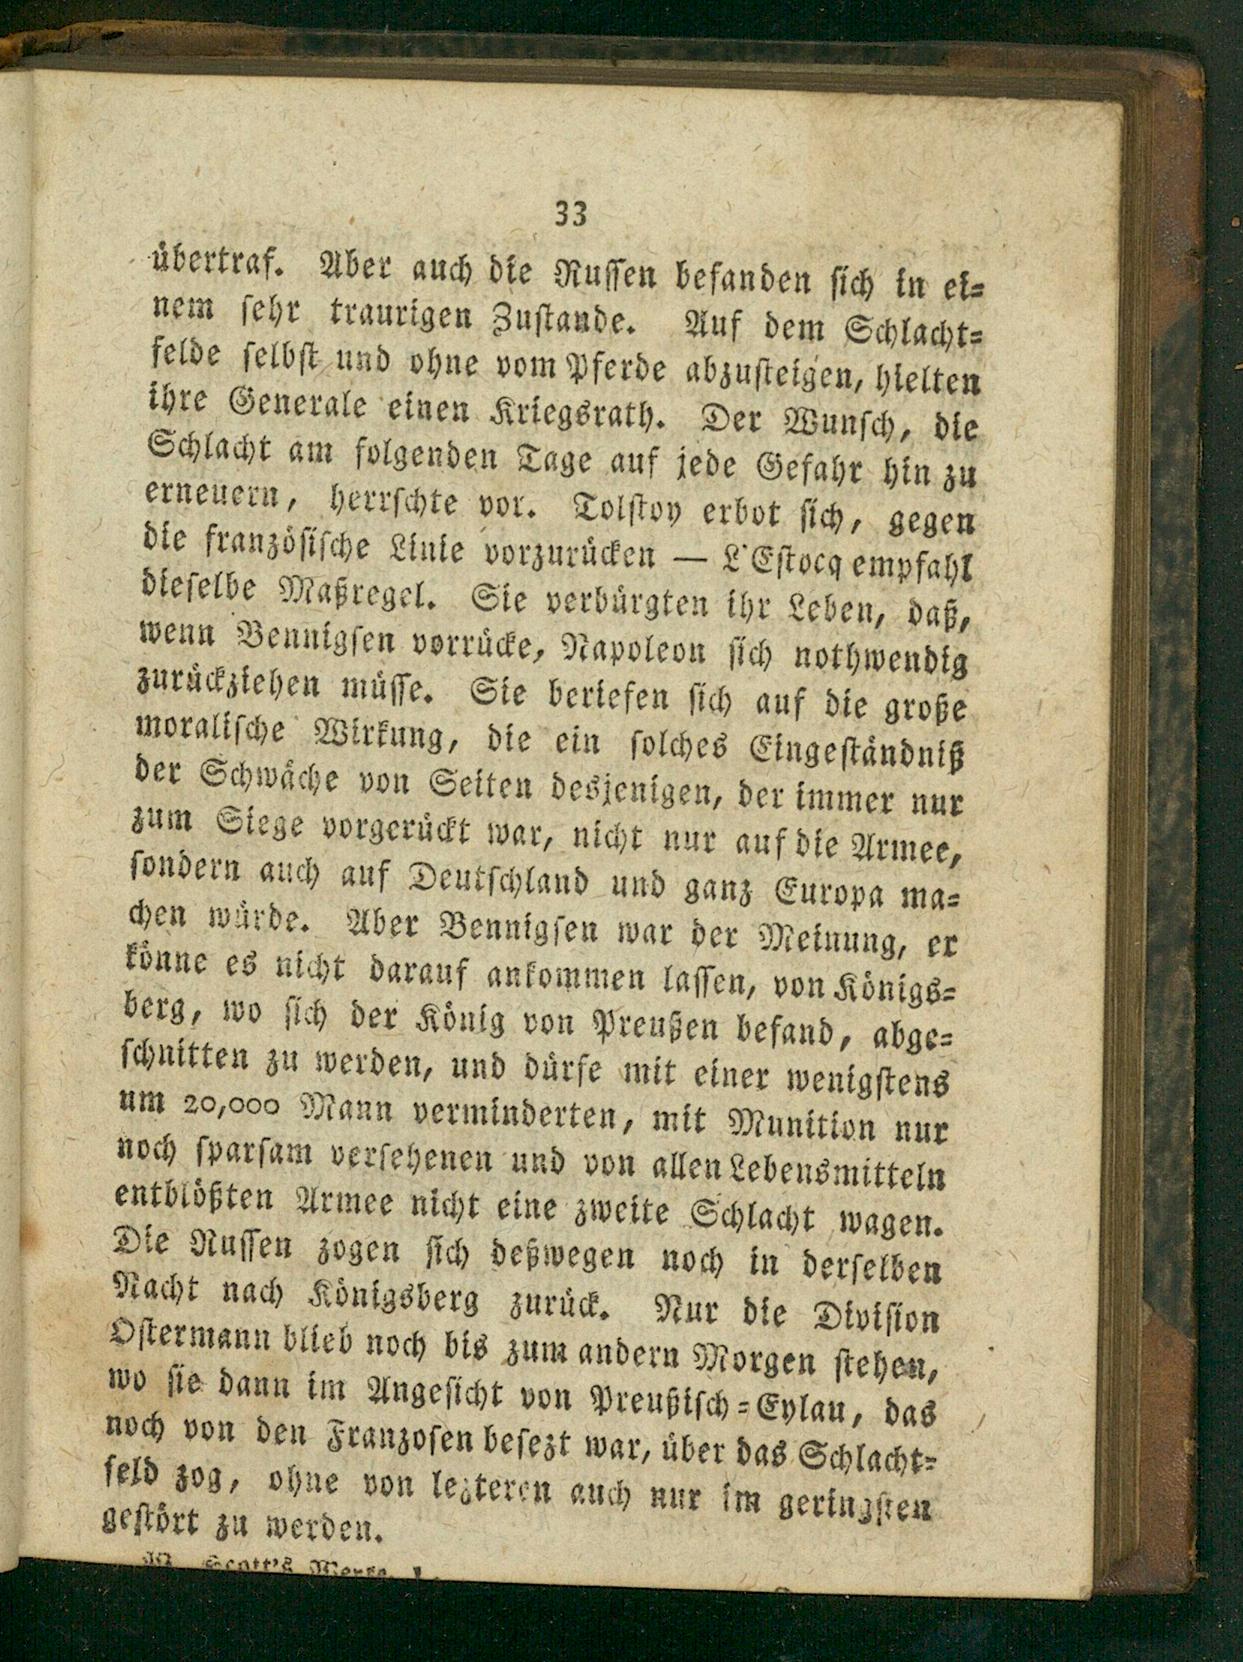 33
übertraf. Aber auch die Russen befanden sich in ei=
nem sehr traurigen Zustande. Auf dem Schlacht=
felde selbst und ohne vom Pferde abzusteigen, hielten
ihre Generale einen Kriegsrath. Der Wunsch, die
Schlacht am folgenden Tage auf jede Gefahr hin zu
erneuern, herrschte vor. Tolstoy erbot sich, gegen
die französische Linie vorzurücken — L'Estocq empfahl
dieselbe Maßregel. Sie verbürgten ihr Leben, daß,
wenn Bennigsen vorrücke, Napoleon sich nothwendig
zurückziehen müsse. Sie beriefen sich auf die große
moralische Wirkung, die ein solches Eingeständniß
der Schwäche von Seiten desjenigen, der immer nur
zum Siege vorgerückt war, nicht nur auf die Armee,
sondern auch auf Deutschland und ganz Europa ma=
chen würde. Aber Bennigsen war der Meinung, er
könne es nicht darauf ankommen lassen, von Königs=
berg, wo sich der König von Preußen befand, abge=
schnitten zu werden, und dürfe mit einer wenigstens
um 20,000 Mann verminderten, mit Munition nur
noch sparsam versehenen und von allen Lebensmitteln
entblößten Armee nicht eine zweite Schlacht wagen.
Die Russen zogen sich deßwegen noch in derselben
Nacht nach Königsberg zurück. Nur die Division
Ostermann blieb noch bis zum andern Morgen stehen,
wo sie dann im Angesicht von Preußisch=Eylau, das
noch von den Franzosen besezt war, über das Schlacht=
feld zog, ohne von lezteren auch nur im geringsten
gestört zu werden.
W. Scott's Werke.